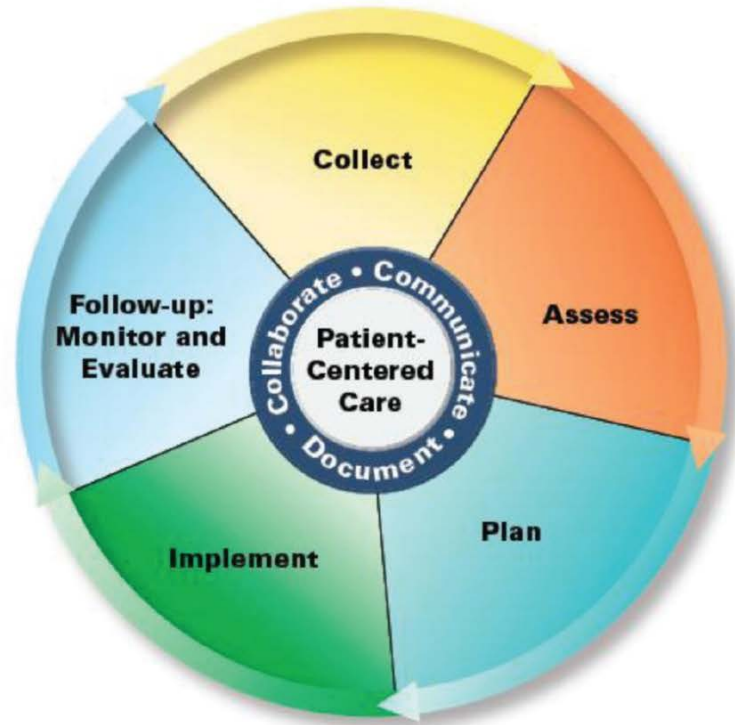 Collect
Assess
Plan
Implement
Follow-up:
Monitor and
Evaluate
Collaborate • Communicate • Document •
Patient-
Centered
Care